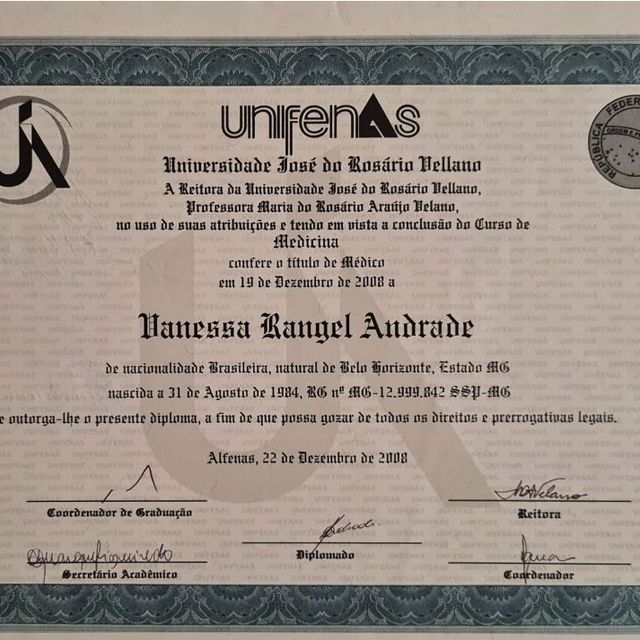 unifenas
Universidade José do Rosário Vellano
A Reitora da Universidade José do Rosário Vellano,
Professora Maria do Rosário Araújo Velano,
no uso de suas atribuições e tendo em vista a conclusão do Curso de
Medicina
confere o título de Médico
em 19 de Dezembro de 2008 a
Vanessa Rangel Andrade
de nacionalidade Brasileira, natural de Belo Horizonte, Estado MG
nascida a 31 de Agosto de 1984, RG nº MG-12.999.842 SSP-MG
e outorga-lhe o presente diploma, a fim de que possa gozar de todos os direitos e prerrogativas legais.
Alfenas, 22 de Dezembro de 2008
Coordenador de Graduação
Reitora
Diplomado
Secretário Acadêmico
Coordenador